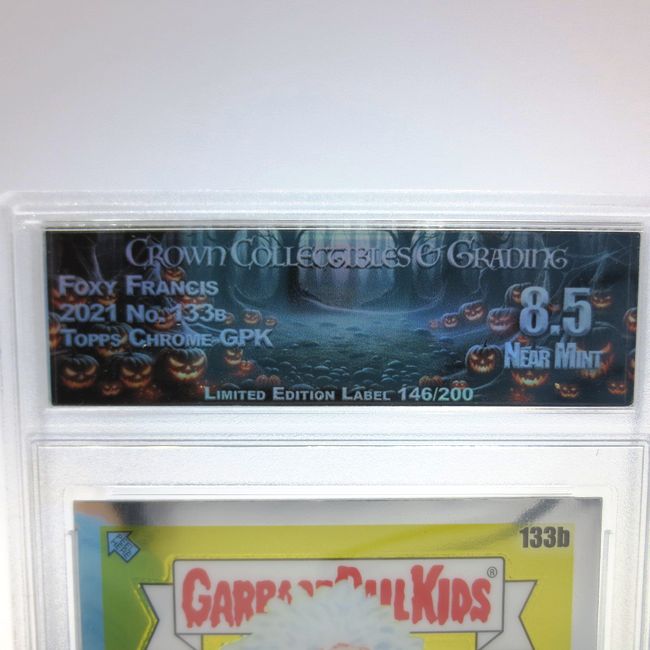 Crown Collectibles & Grading
Foxy Francis
2021 No. 133b
Topps Chrome GPK
8.5
Near Mint
Limited Edition Label 146/200
133b
Garbage Pail Kids®